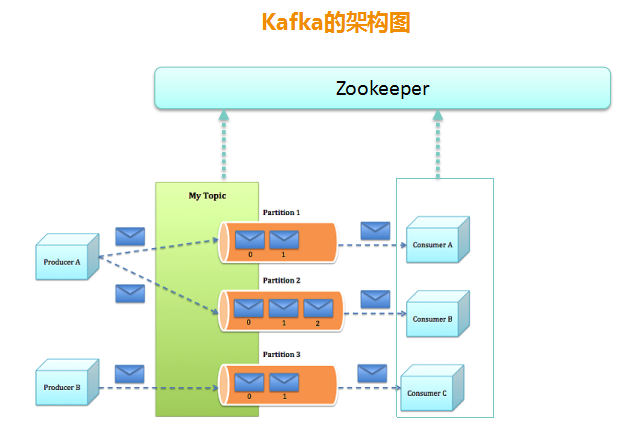 Kafka的架构图
Zookeeper
My Topic
Partition 1
0 1
Producer A
Consumer A
Partition 2
0 1 2
Consumer B
Partition 3
0 1
Producer B
Consumer C